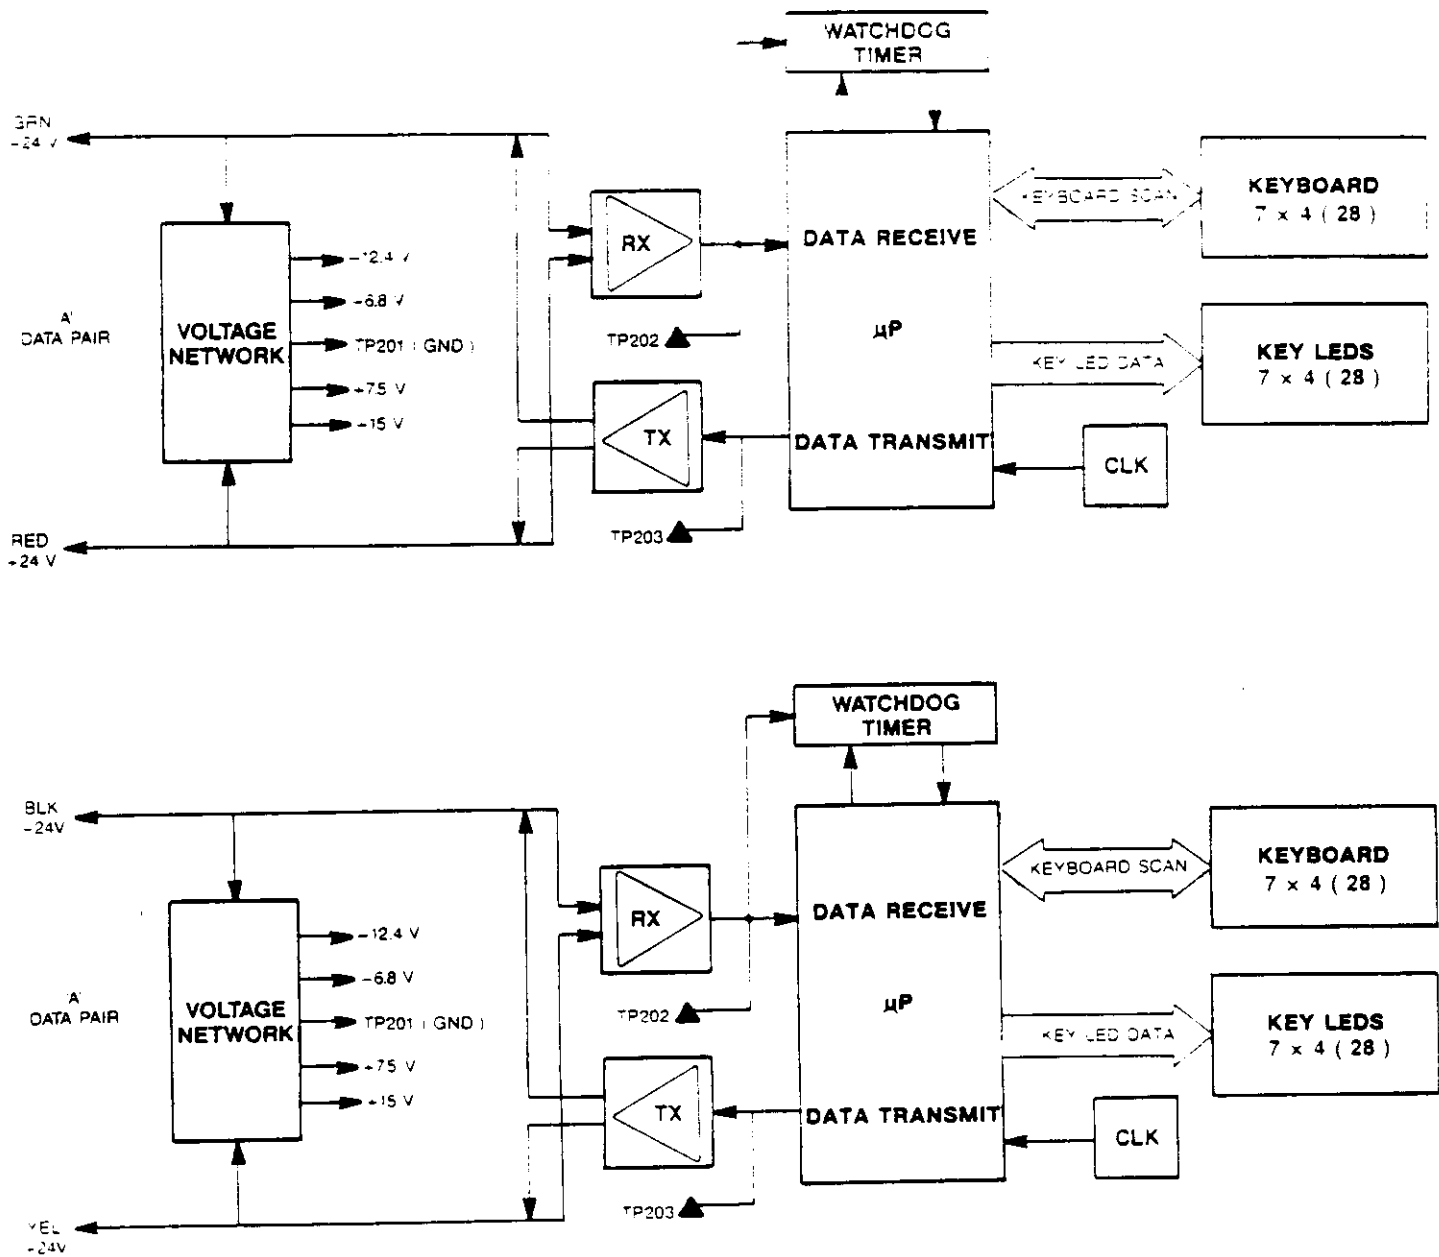 WATCHDOG
TIMER
GRN
-24 V
DATA RECEIVE
KEYBOARD SCAN
KEYBOARD
7 x 4 ( 28 )
RX
-12.4 V
-6.8 V
'A'
DATA PAIR
VOLTAGE
NETWORK
TP201 ( GND )
TP202
µP
KEY LED DATA
KEY LEDS
7 x 4 ( 28 )
+7.5 V
-15 V
TX
DATA TRANSMIT
CLK
TP203
RED
+24 V
WATCHDOG
TIMER
BLK
-24V
KEYBOARD SCAN
KEYBOARD
7 x 4 ( 28 )
RX
DATA RECEIVE
-12.4 V
-6.8 V
'A'
DATA PAIR
VOLTAGE
NETWORK
TP201 ( GND )
TP202
µP
KEY LED DATA
KEY LEDS
7 x 4 ( 28 )
+7.5 V
+15 V
TX
DATA TRANSMIT
CLK
TP203
YEL
+24V